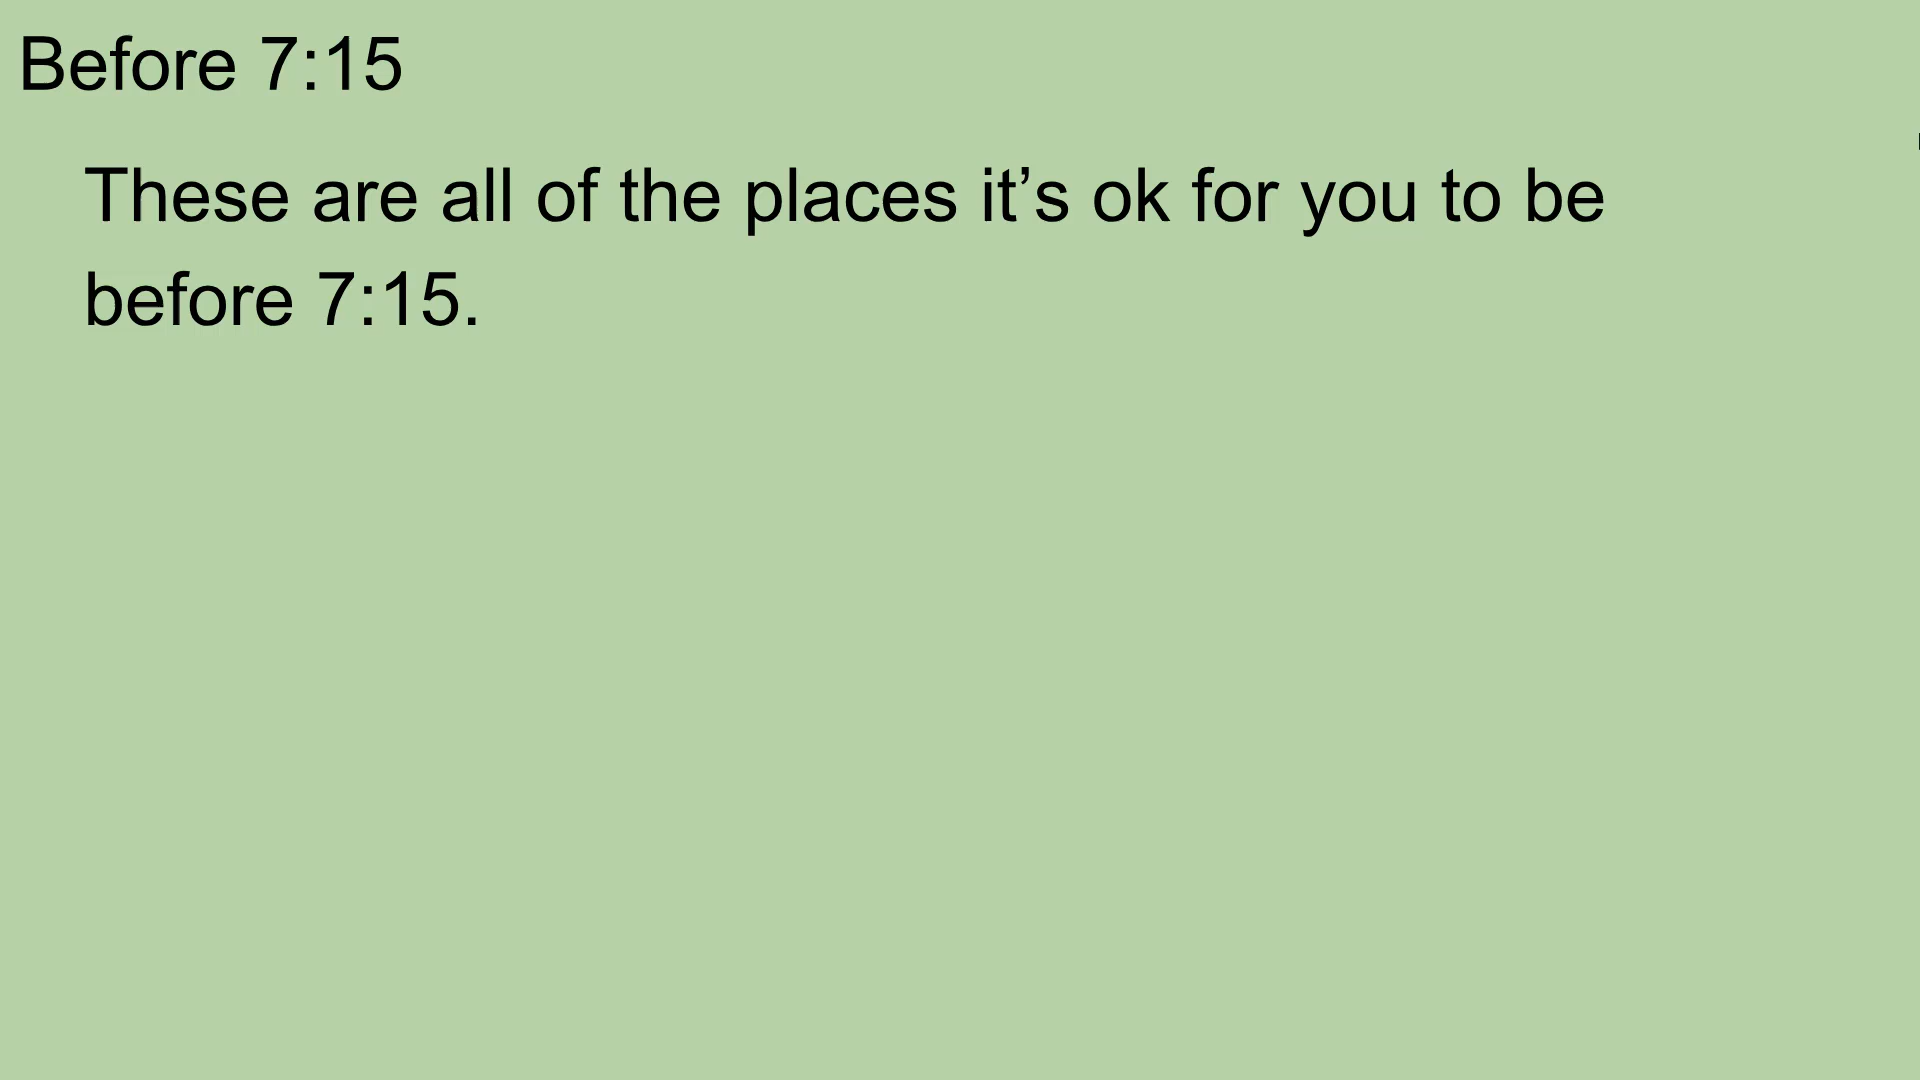 Before 7:15
These are all of the places it’s ok for you to be
before 7:15.